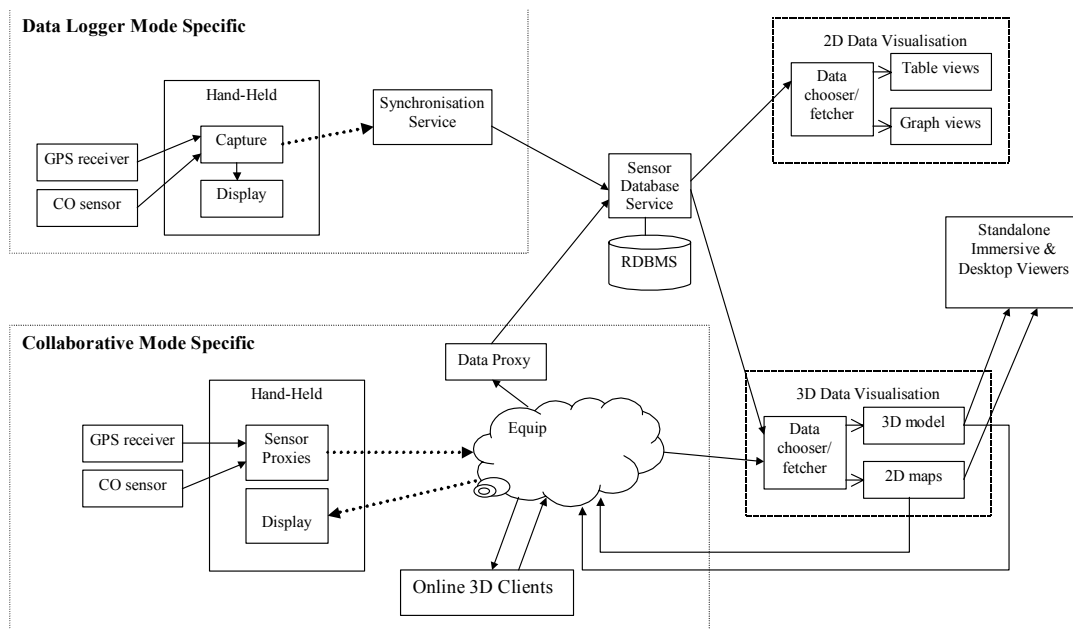 Data Logger Mode Specific
Hand-Held
Capture
Display
GPS receiver
CO sensor
Synchronisation
Service
Sensor
Database
Service
RDBMS
2D Data Visualisation
Data
chooser/
fetcher
Table views
Graph views
Standalone
Immersive &
Desktop Viewers
Collaborative Mode Specific
Data Proxy
Hand-Held
GPS receiver
CO sensor
Sensor
Proxies
Display
Equip
Online 3D Clients
3D Data Visualisation
Data
chooser/
fetcher
3D model
2D maps